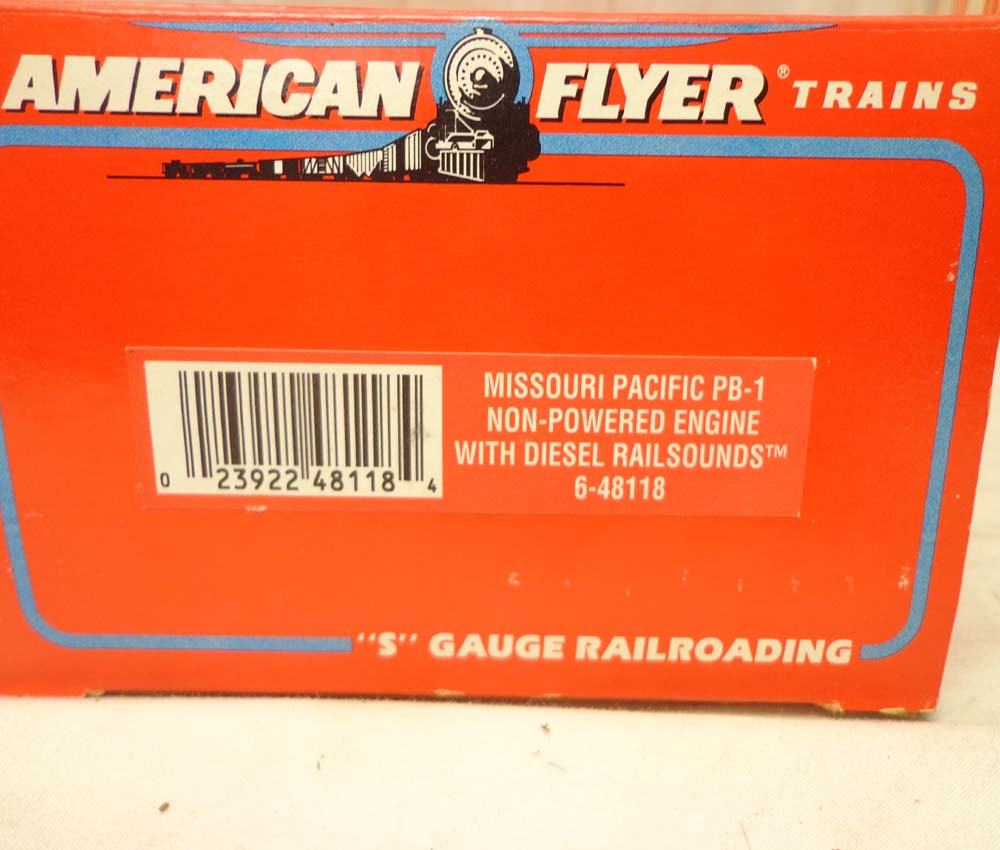 AMERICAN FLYER® TRAINS
MISSOURI PACIFIC PB-1
NON-POWERED ENGINE
WITH DIESEL RAILSOUNDS™
6-48118
0 23922 48118 4
"S" GAUGE RAILROADING